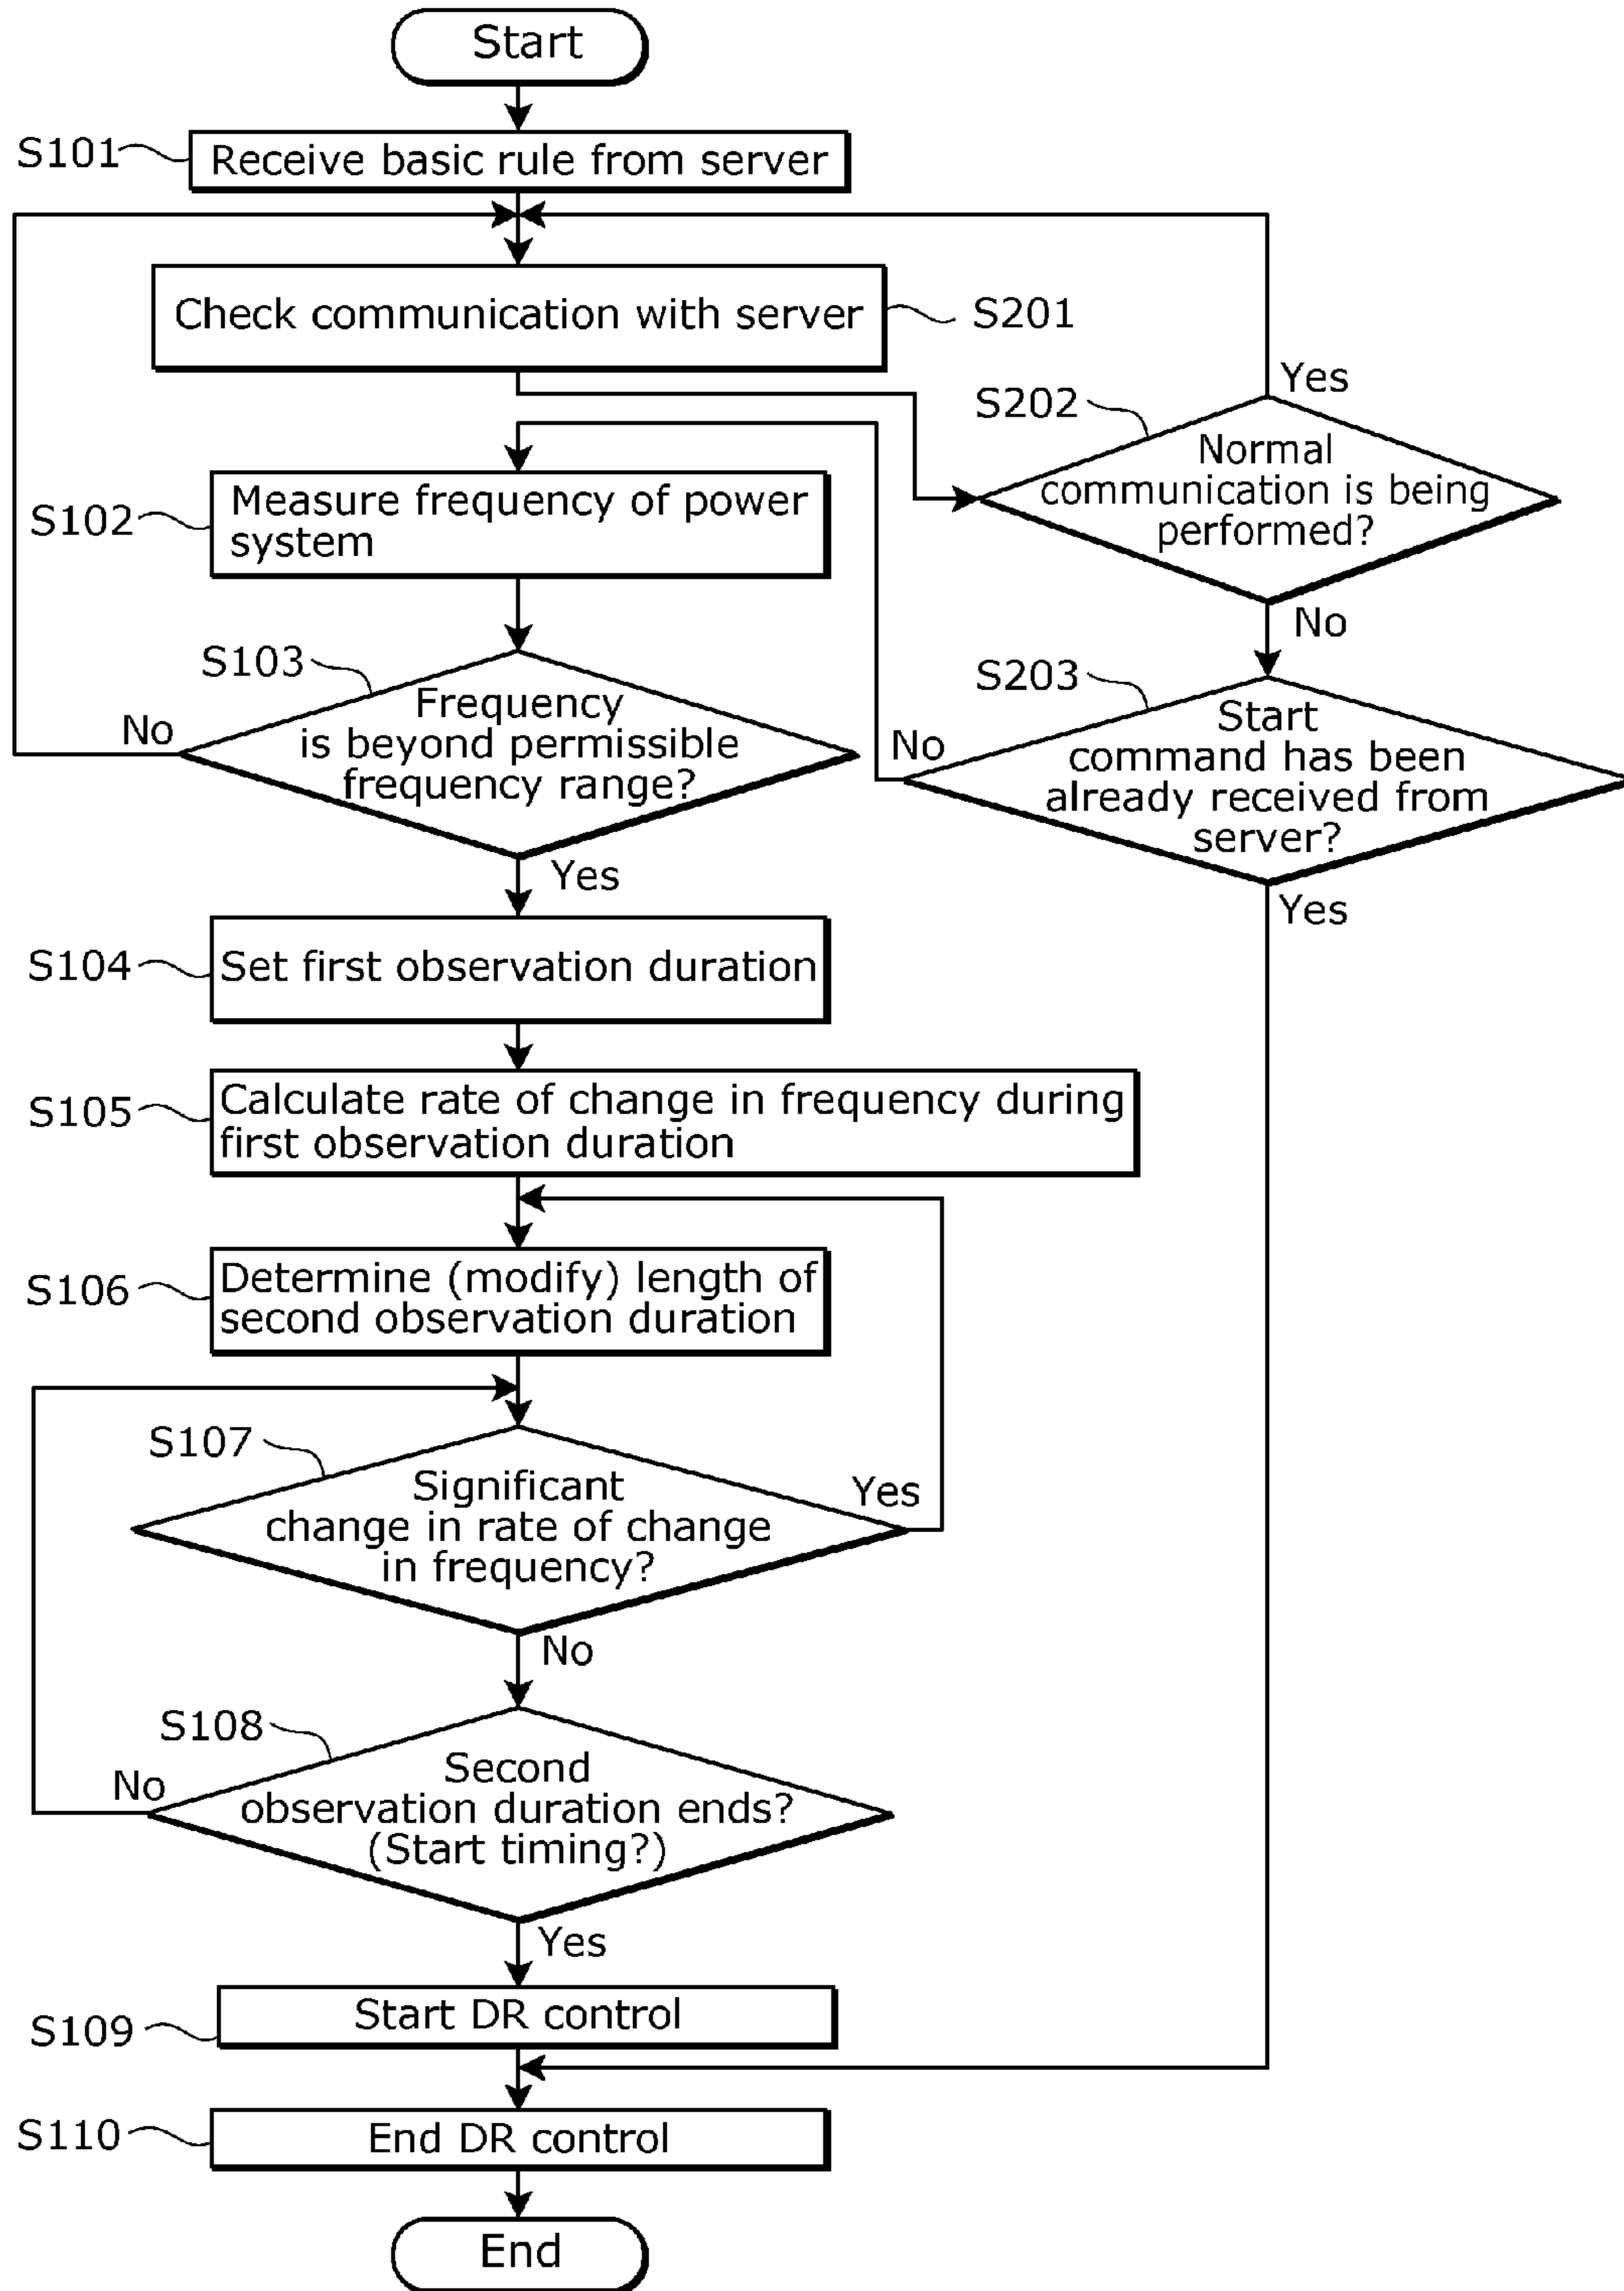 Start
S101
Receive basic rule from server
Check communication with server
S201
Yes
S202
Normal
communication is being
performed?
No
S102
Measure frequency of power
system
S103
Frequency
is beyond permissible
frequency range?
No
Yes
S203
Start
command has been
already received from
server?
No
Yes
S104
Set first observation duration
S105
Calculate rate of change in frequency during
first observation duration
S106
Determine (modify) length of
second observation duration
S107
Significant
change in rate of change
in frequency?
Yes
No
S108
Second
observation duration ends?
(Start timing?)
No
Yes
S109
Start DR control
S110
End DR control
End